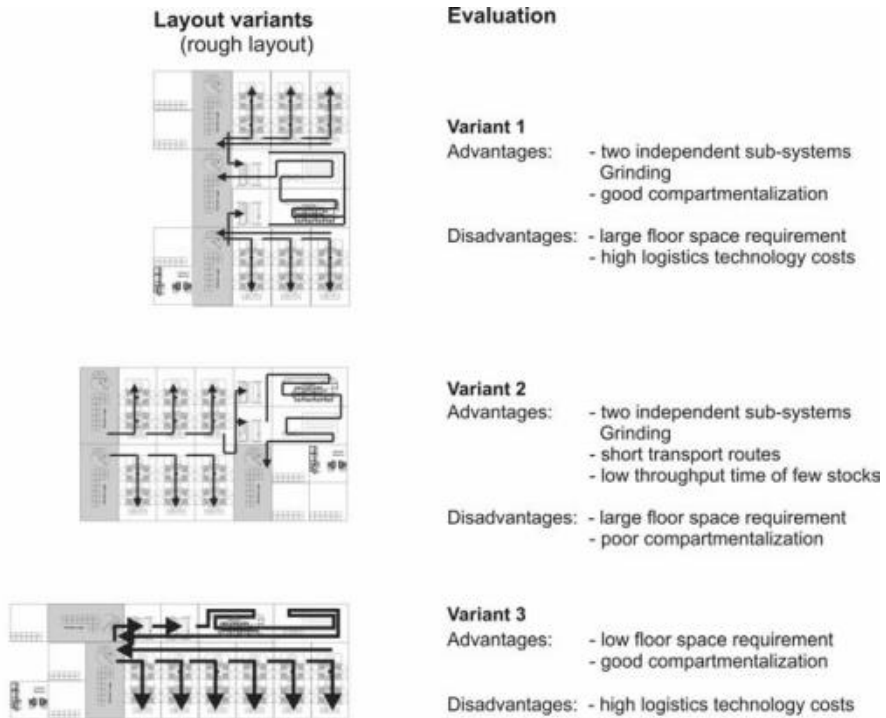 Layout variants
(rough layout)
Evaluation
Variant 1
Advantages: - two independent sub-systems
Grinding
- good compartmentalization
Disadvantages: - large floor space requirement
- high logistics technology costs
Variant 2
Advantages: - two independent sub-systems
Grinding
- short transport routes
- low throughput time of few stocks
Disadvantages: - large floor space requirement
- poor compartmentalization
Variant 3
Advantages: - low floor space requirement
- good compartmentalization
Disadvantages: - high logistics technology costs